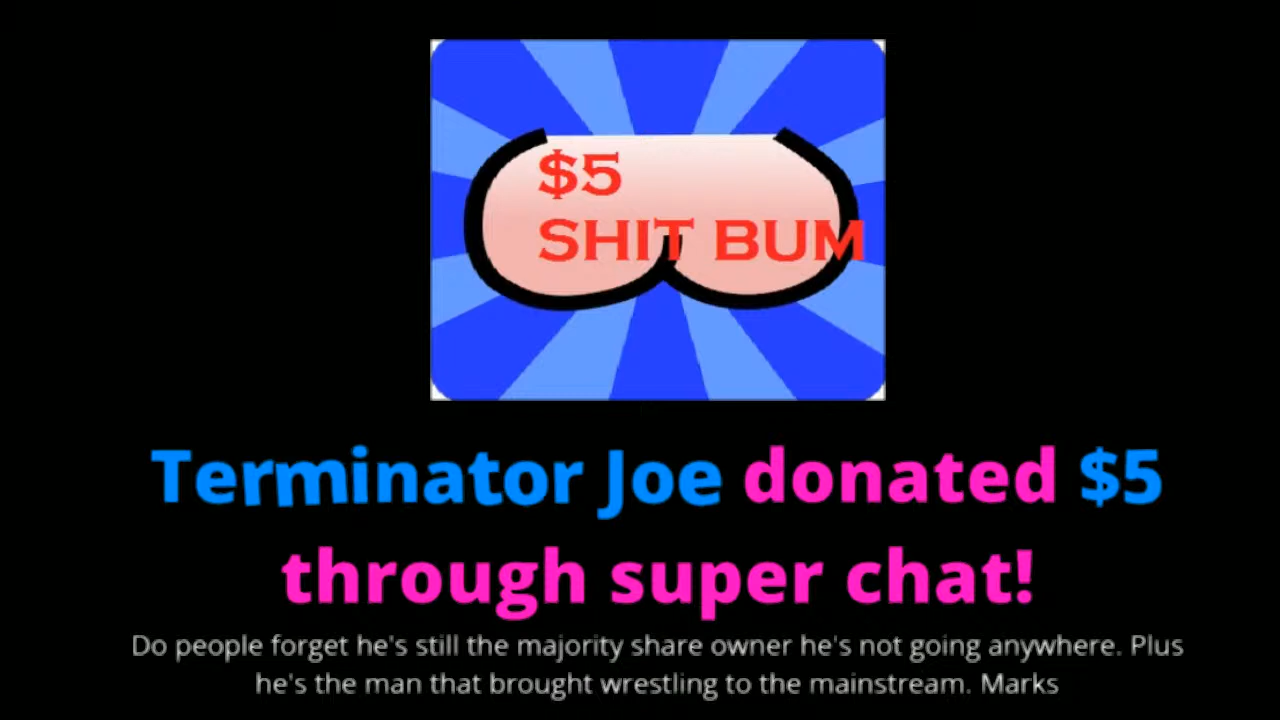 $5
SHIT BUM
Terminator Joe donated $5
through super chat!
Do people forget he's still the majority share owner he's not going anywhere. Plus
he's the man that brought wrestling to the mainstream. Marks